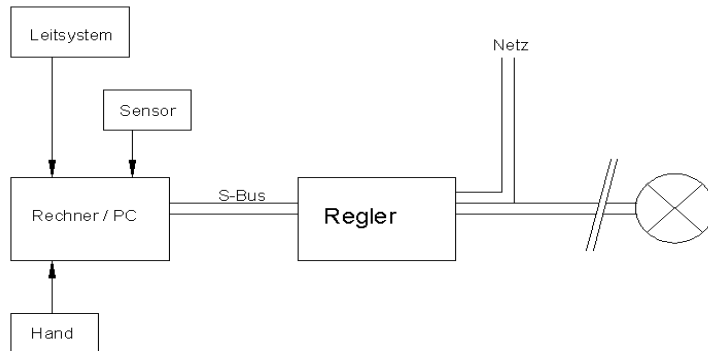 Leitsystem
Netz
Sensor
S-Bus
Rechner / PC
Regler
Hand